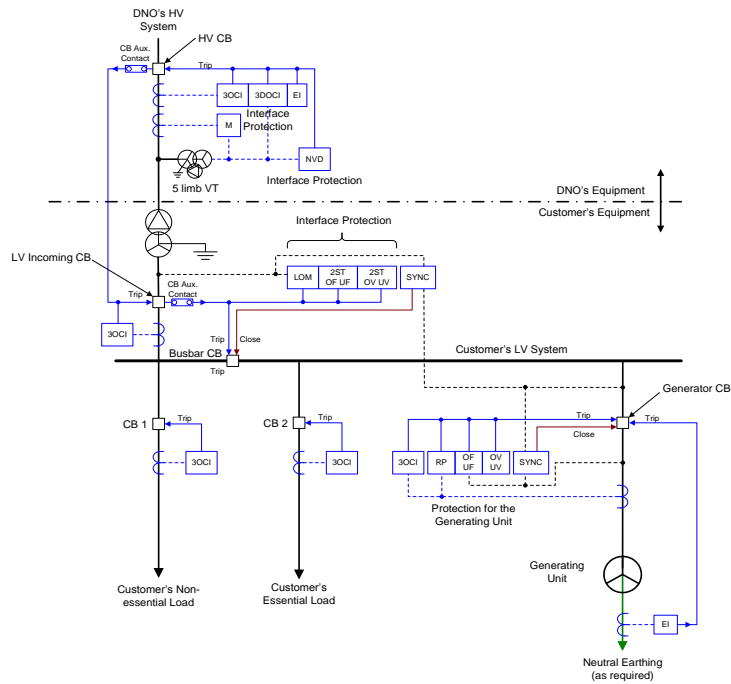 DNO's HV
System
HV CB
CB Aux.
Contact
Trip
3OCI
3DOCI
EI
Interface
Protection
M
NVD
5 limb VT
Interface Protection
DNO's Equipment
Customer's Equipment
Interface Protection
LV Incoming CB
CB Aux.
Contact
Trip
LOM
2ST
OF UF
2ST
OV UV
SYNC
3OCI
Trip
Close
Busbar CB
Trip
Customer's LV System
Generator CB
CB 1
Trip
CB 2
Trip
Trip
Trip
Close
3OCI
3OCI
3OCI
RP
OF
UF
OV
UV
SYNC
Protection for the
Generating Unit
Generating
Unit
Customer's Non-
essential Load
Customer's
Essential Load
EI
Neutral Earthing
(as required)